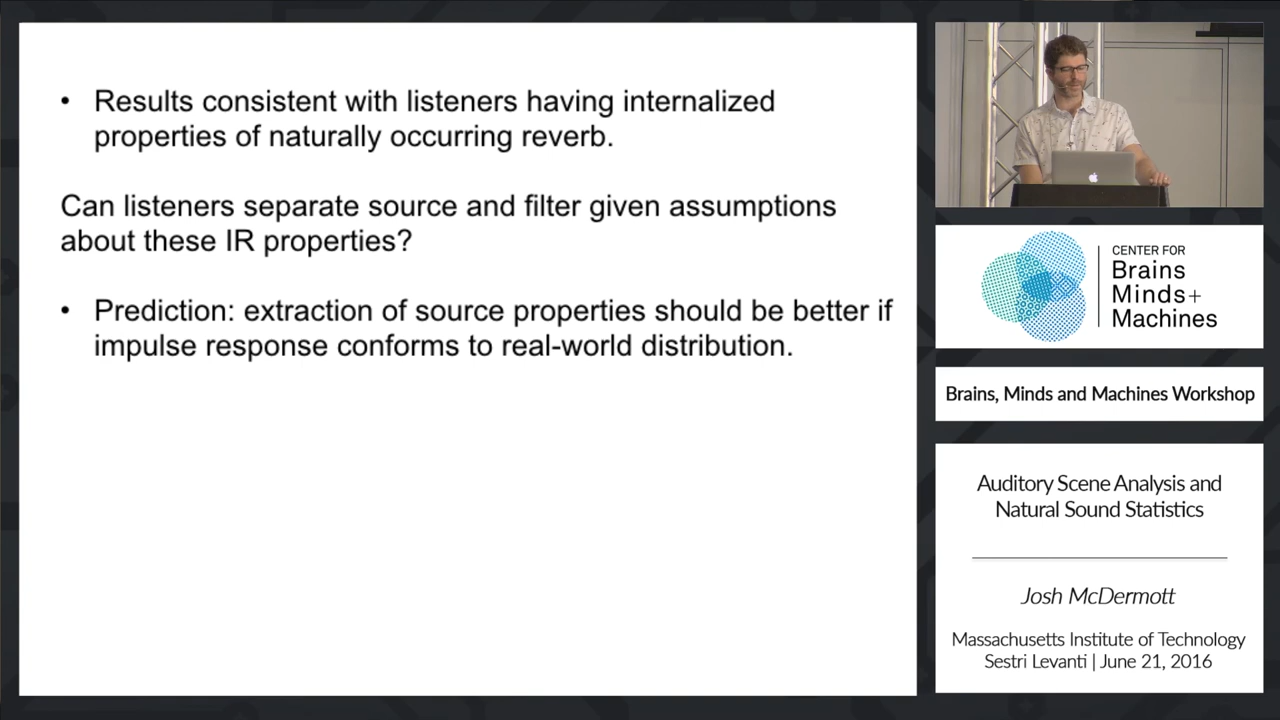 • Results consistent with listeners having internalized
properties of naturally occurring reverb.
Can listeners separate source and filter given assumptions
about these IR properties?
• Prediction: extraction of source properties should be better if
impulse response conforms to real-world distribution.
CENTER FOR
Brains
Minds+
Machines
Brains, Minds and Machines Workshop
Auditory Scene Analysis and
Natural Sound Statistics
Josh McDermott
Massachusetts Institute of Technology
Sestri Levanti | June 21, 2016